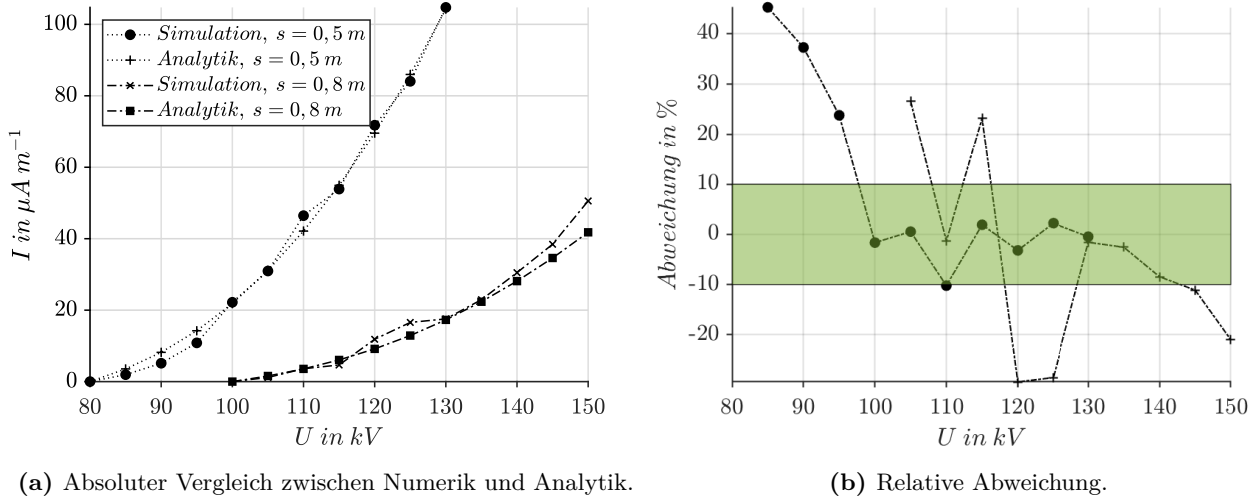 100
80
60
40
20
0
80 90 100 110 120 130 140 150
I in μA m⁻¹
U in kV
Simulation, s = 0,5 m
Analytik, s = 0,5 m
Simulation, s = 0,8 m
Analytik, s = 0,8 m
(a) Absoluter Vergleich zwischen Numerik und Analytik.
40
30
20
10
0
-10
-20
80 90 100 110 120 130 140 150
Abweichung in %
U in kV
(b) Relative Abweichung.